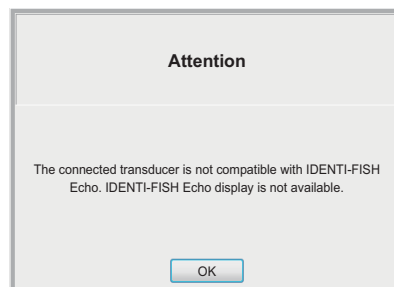 Attention
The connected transducer is not compatible with IDENTI-FISH
Echo. IDENTI-FISH Echo display is not available.
OK